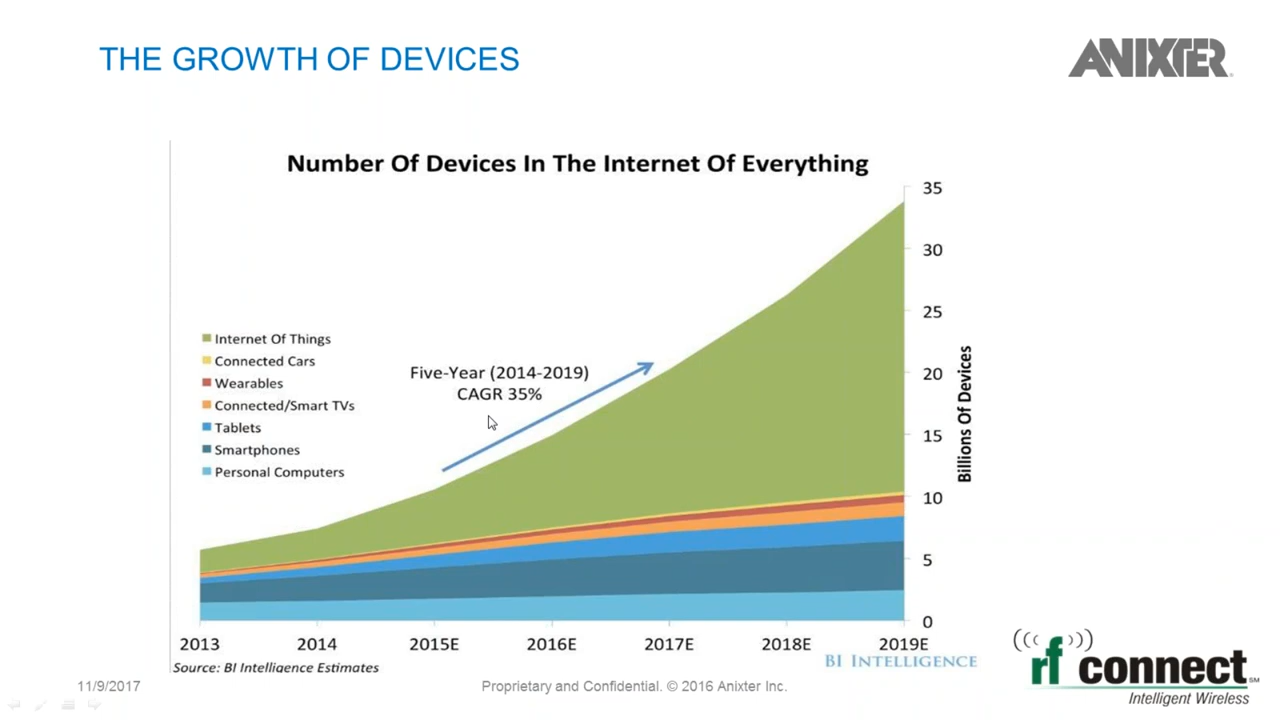 THE GROWTH OF DEVICES
ANIXTER
Number Of Devices In The Internet Of Everything
35
30
25
20
15
10
5
0
Billions Of Devices
Internet Of Things
Connected Cars
Wearables
Connected/Smart TVs
Tablets
Smartphones
Personal Computers
Five-Year (2014-2019)
CAGR 35%
2013 2014 2015E 2016E 2017E 2018E 2019E
Source: BI Intelligence Estimates
BI INTELLIGENCE
11/9/2017
Proprietary and Confidential. © 2016 Anixter Inc.
rf connect℠
Intelligent Wireless